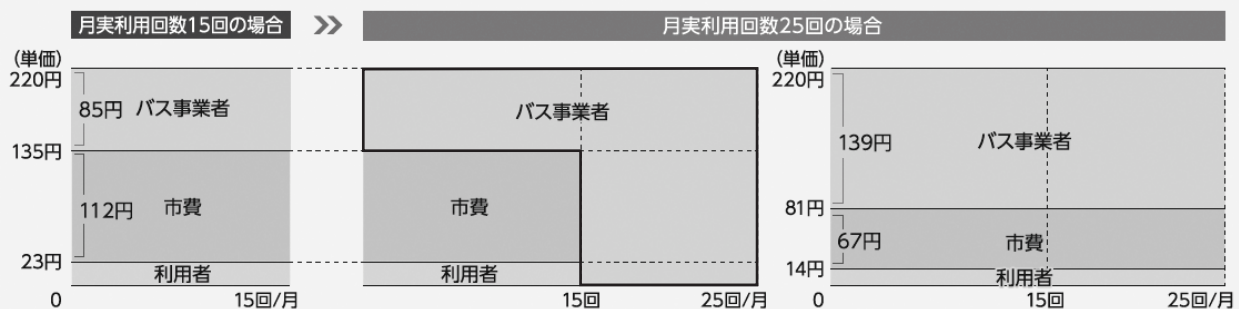 月実利用回数15回の場合
月実利用回数25回の場合
(単価)
220円
85円
バス事業者
135円
112円
市費
23円
利用者
0
15回/月
バス事業者
市費
利用者
15回
25回/月
(単価)
220円
139円
バス事業者
81円
67円
市費
14円
利用者
0
15回
25回/月